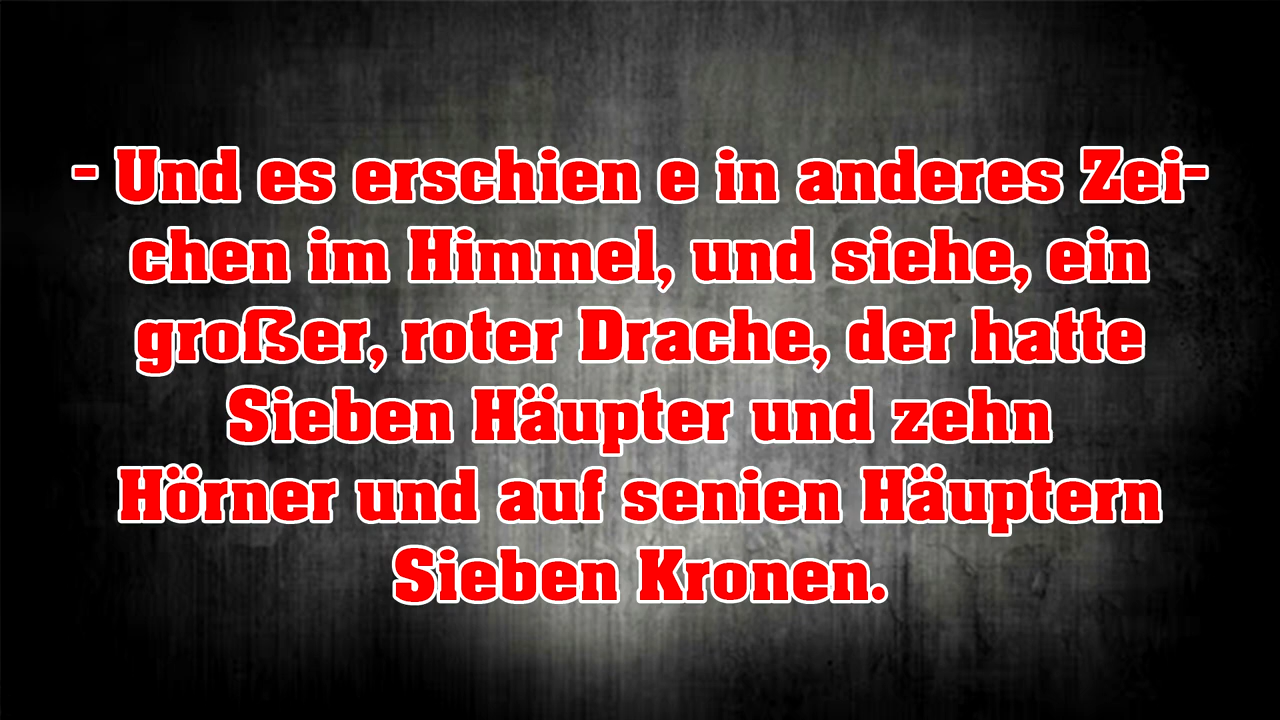 - Und es erschien e in anderes Zei-
chen im Himmel, und siehe, ein
großer, roter Drache, der hatte
Sieben Häupter und zehn
Hörner und auf senien Häuptern
Sieben Kronen.